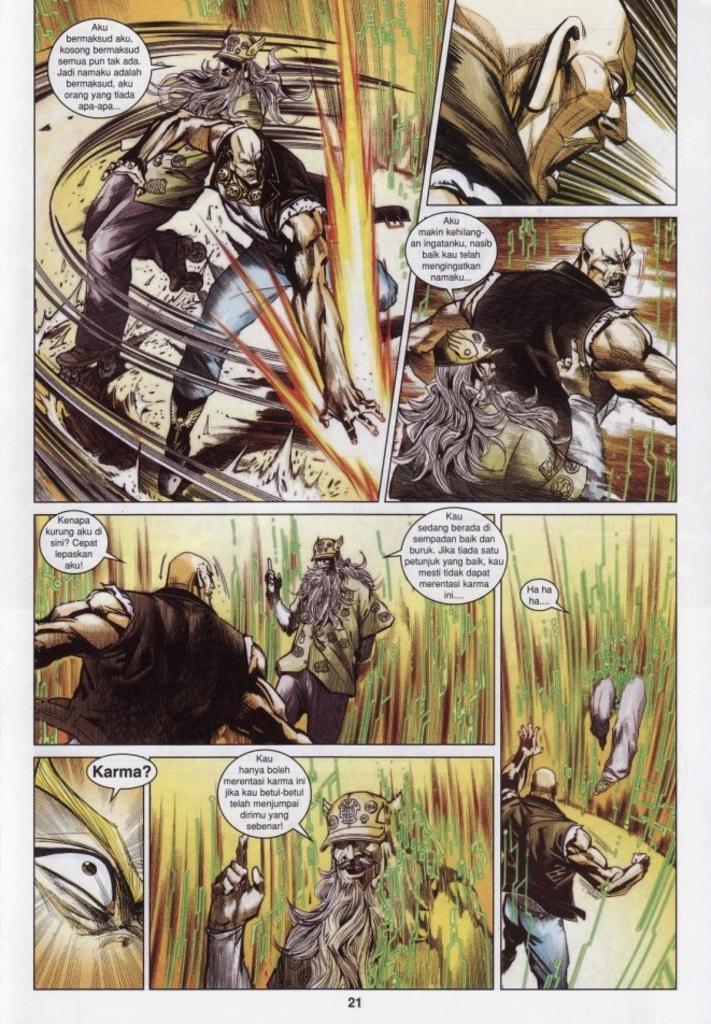 Aku
bermaksud aku,
kosong bermaksud
semua pun tak ada.
Jadi namaku adalah
bermaksud, aku
orang yang tiada
apa-apa...
Aku
makin kehilang-
an ingatanku, nasib
baik kau telah
mengingatkan
namaku...
Kenapa
kurung aku di
sini? Cepat
lepaskan
aku!
Kau
sedang berada di
sempadan baik dan
buruk. Jika tiada satu
petunjuk yang baik, kau
mesti tidak dapat
merentasi karma
ini....
Ha ha
ha....
Karma?
Kau
hanya boleh
merentasi karma ini
jika kau betul-betul
telah menjumpai
dirimu yang
sebenar!
21